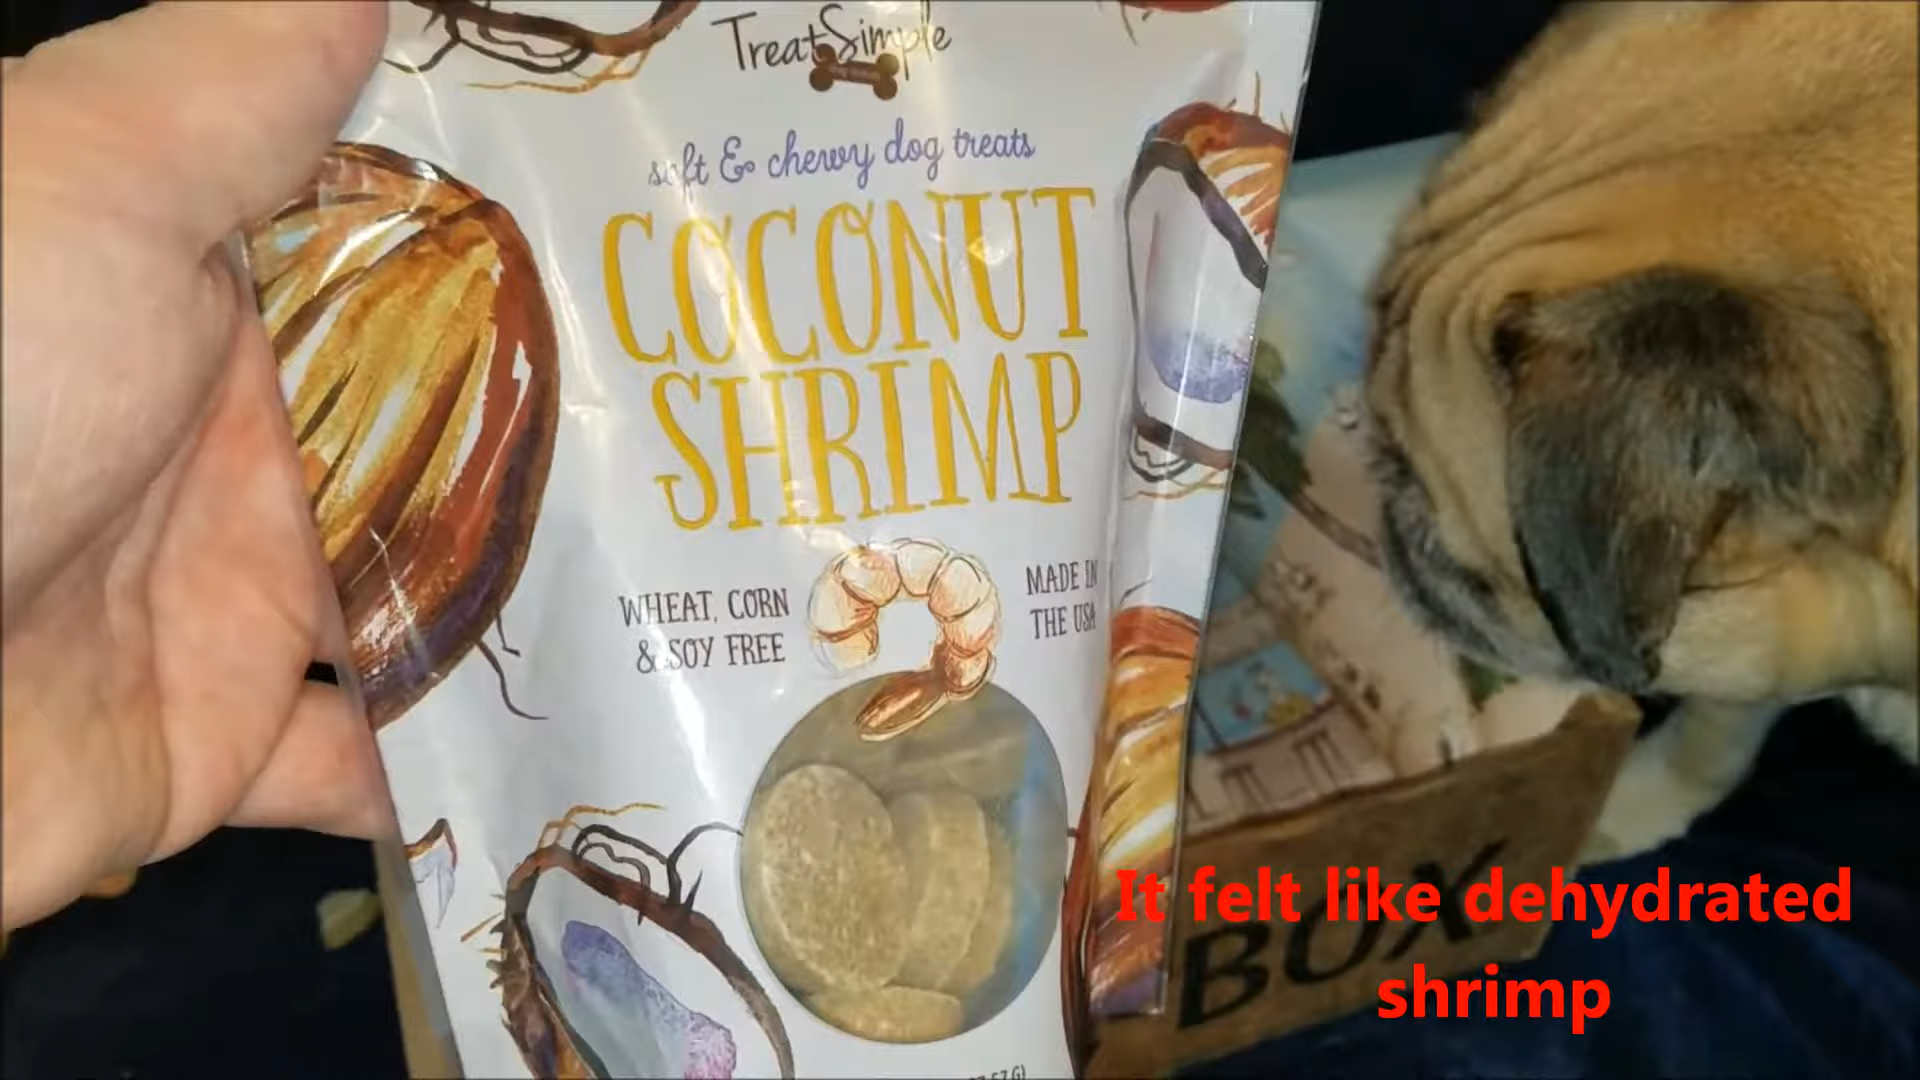 TreatSimple
soft & chewy dog treats
COCONUT
SHRIMP
WHEAT, CORN
& SOY FREE
MADE IN
THE USA
BOX
It felt like dehydrated
shrimp